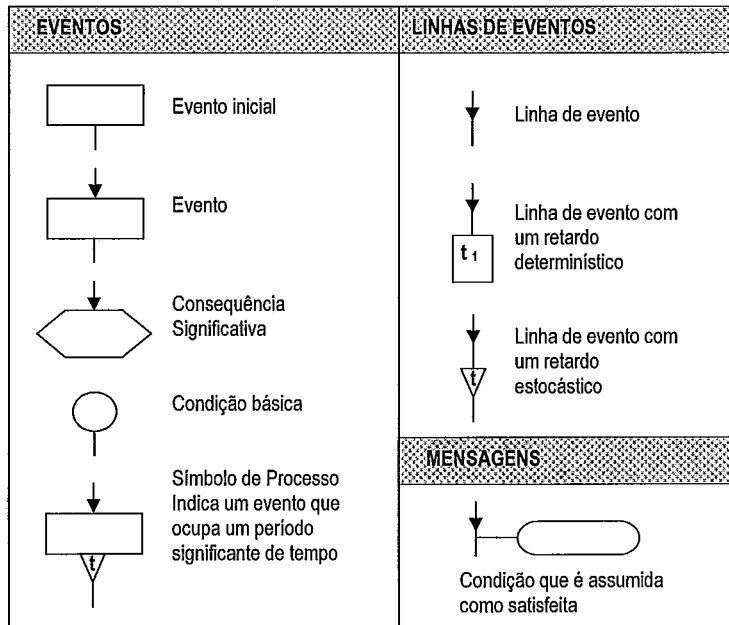 EVENTOS
Evento inicial
Evento
Consequência
Significativa
Condição básica
Símbolo de Processo
Indica um evento que
ocupa um período
significante de tempo
t
LINHAS DE EVENTOS
Linha de evento
Linha de evento com
um retardo
determinístico
t 1
Linha de evento com
um retardo
estocástico
t
MENSAGENS
Condição que é assumida
como satisfeita